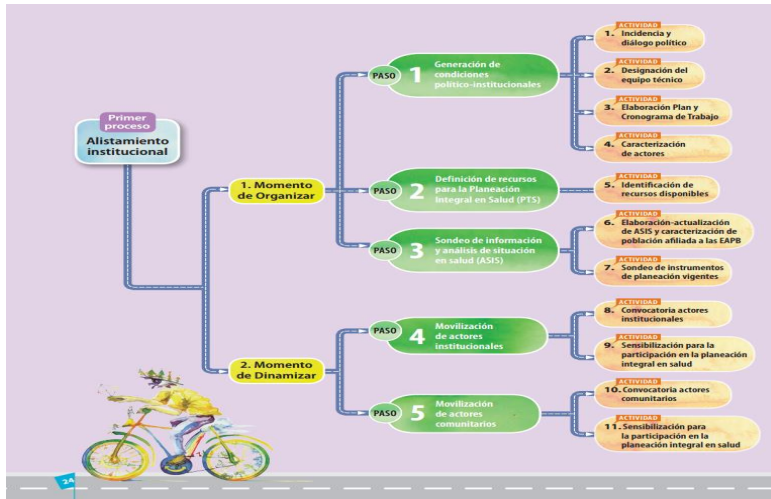 Primer
proceso
Alistamiento
institucional
1. Momento
de Organizar
PASO 1 Generación de
condiciones
político-institucionales
ACTIVIDAD
1. Incidencia y
diálogo político
ACTIVIDAD
2. Designación del
equipo técnico
ACTIVIDAD
3. Elaboración Plan y
Cronograma de Trabajo
ACTIVIDAD
4. Caracterización
de actores
PASO 2 Definición de recursos
para la Planeación
Integral en Salud (PTS)
ACTIVIDAD
5. Identificación de
recursos disponibles
PASO 3 Sondeo de información
y análisis de situación
en salud (ASIS)
ACTIVIDAD
6. Elaboración-actualización
de ASIS y caracterización de
población afiliada a las EAPB
ACTIVIDAD
7. Sondeo de instrumentos
de planeación vigentes
2. Momento
de Dinamizar
PASO 4 Movilización
de actores
institucionales
ACTIVIDAD
8. Convocatoria actores
institucionales
ACTIVIDAD
9. Sensibilización para la
participación en la planeación
integral en salud
PASO 5 Movilización
de actores
comunitarios
ACTIVIDAD
10. Convocatoria actores
comunitarios
ACTIVIDAD
11. Sensibilización para
la participación en la
planeación integral en salud
24